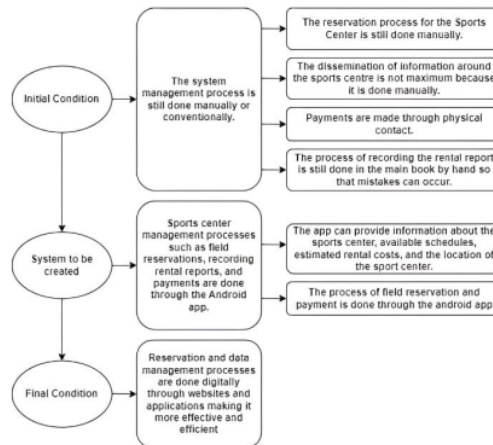 The reservation process for the Sports
Center is still done manually.
The dissemination of information around
the sports centre is not maximum because
it is done manually.
Initial Condition
The system
management process is
still done manually or
conventionally.
Payments are made through physical
contact.
The process of recording the rental report
is still done in the main book by hand so
that mistakes can occur.
System to be
created
Sports center
management processes
such as field
reservations, recording
rental reports, and
payments are done
through the Android
app.
The app can provide information about the
sports center, available schedules,
estimated rental costs, and the location of
the sport center.
The process of field reservation and
payment is done through the android app
Final Condition
Reservation and data
management processes
are done digitally
through websites and
applications making it
more effective and
efficient